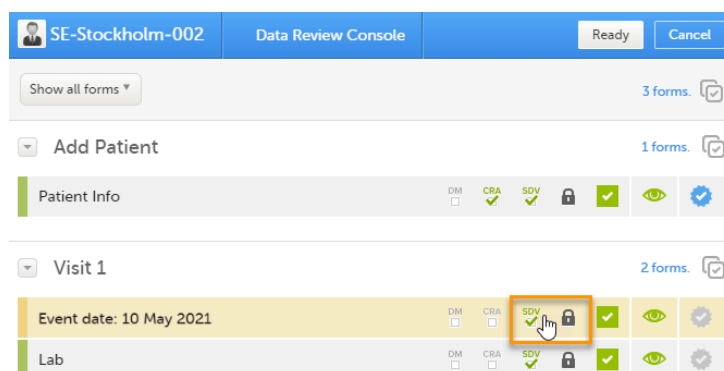 SE-Stockholm-002 Data Review Console Ready Cancel
Show all forms 3 forms.
Add Patient 1 forms.
Patient Info DM CRA SDV
Visit 1 2 forms.
Event date: 10 May 2021 DM CRA SDV
Lab DM CRA SDV